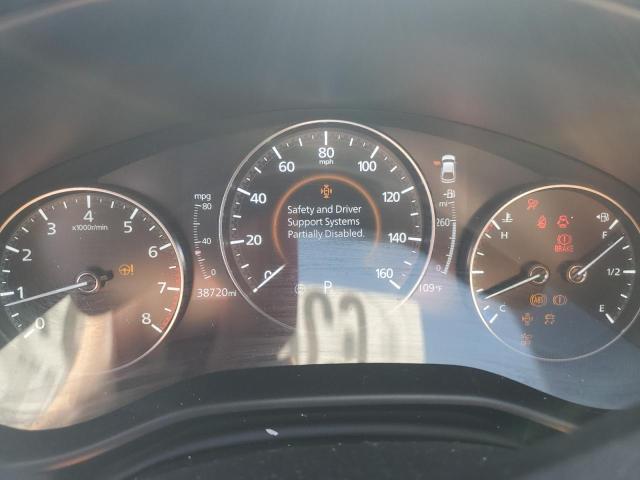 0 1 2 3 4 5 6 7 8
x1000r/min
mpg
80
40
0
38720mi
0 20 40 60 80 100 120 140 160
mph
Safety and Driver
Support Systems
Partially Disabled.
P
mi
260
0
109°F
H
C
F
1/2
E
BRAKE
ABS